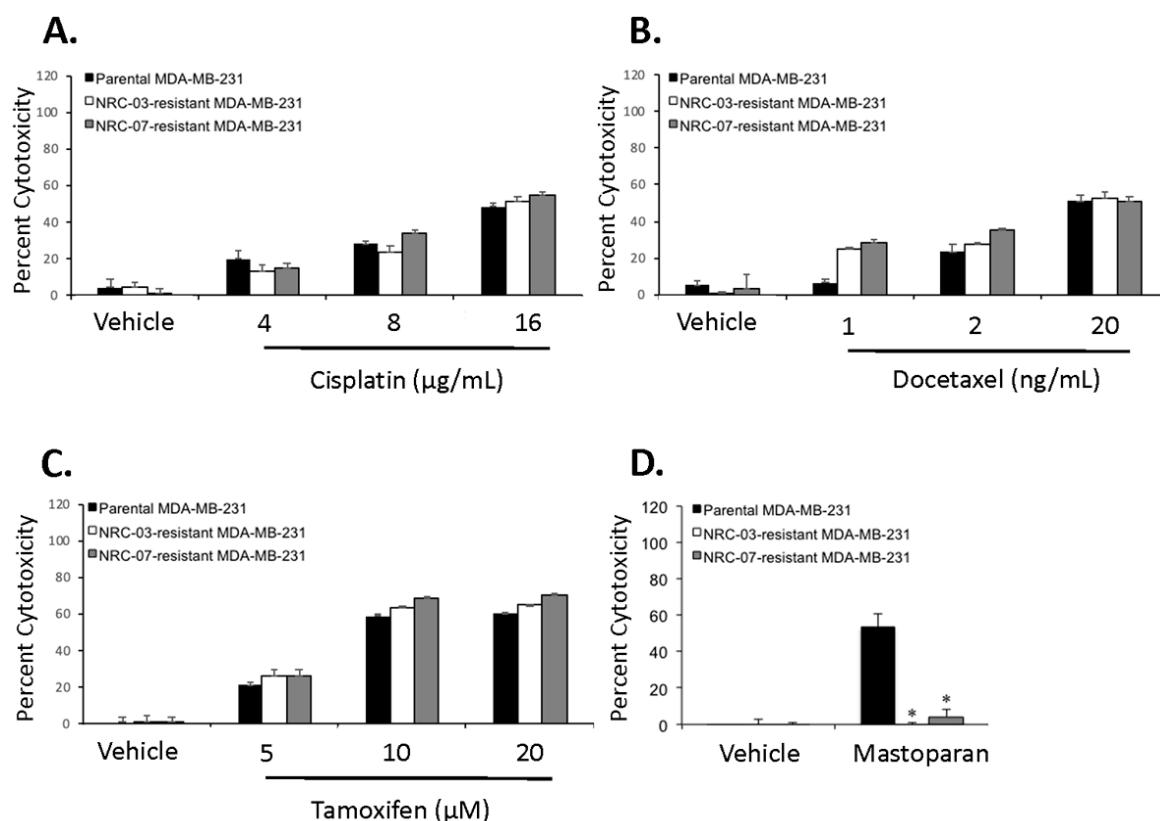 A.
120
100
80
60
40
20
0
Percent Cytotoxicity
Parental MDA-MB-231
NRC-03-resistant MDA-MB-231
NRC-07-resistant MDA-MB-231
Vehicle 4 8 16
Cisplatin (µg/mL)
B.
120
100
80
60
40
20
0
Percent Cytotoxicity
Parental MDA-MB-231
NRC-03-resistant MDA-MB-231
NRC-07-resistant MDA-MB-231
Vehicle 1 2 20
Docetaxel (ng/mL)
C.
120
100
80
60
40
20
0
Percent Cytotoxicity
Parental MDA-MB-231
NRC-03-resistant MDA-MB-231
NRC-07-resistant MDA-MB-231
Vehicle 5 10 20
Tamoxifen (µM)
D.
120
100
80
60
40
20
0
Percent Cytotoxicity
Parental MDA-MB-231
NRC-03-resistant MDA-MB-231
NRC-07-resistant MDA-MB-231
* *
Vehicle Mastoparan